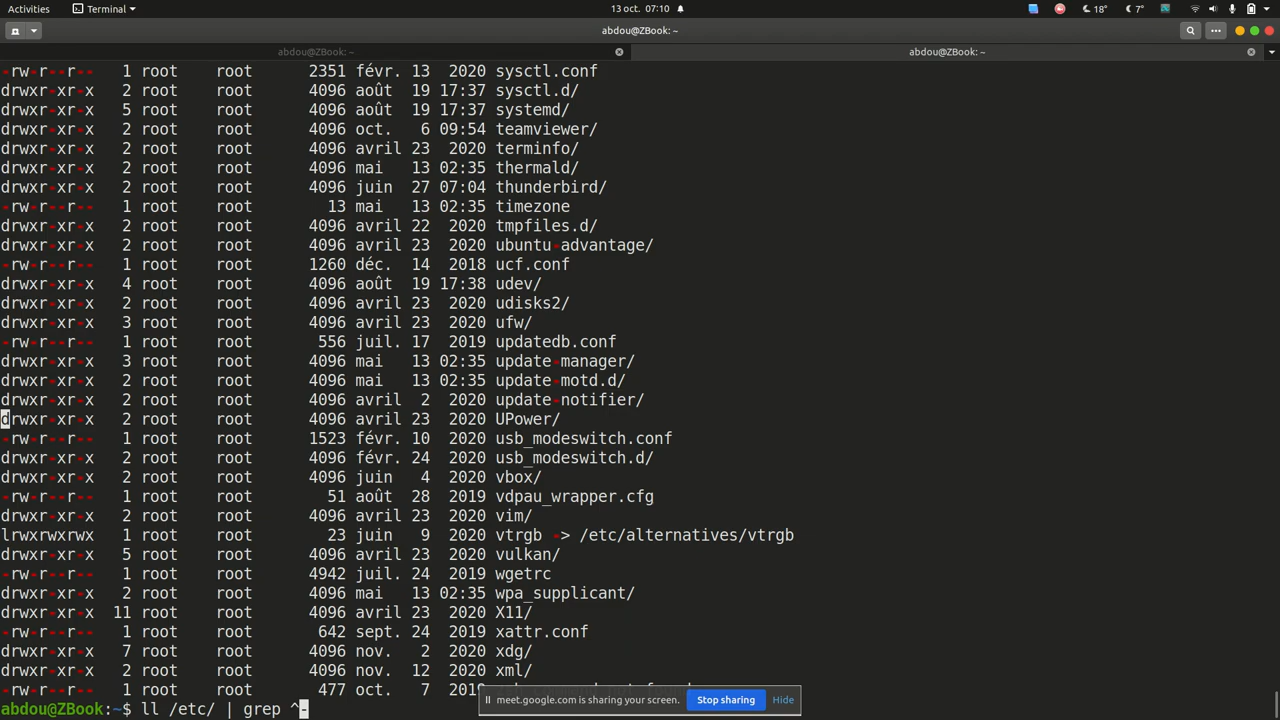 Activities Terminal 13 oct. 07:10 18° 7°
abdou@ZBook: ~
abdou@ZBook: ~ abdou@ZBook: ~
-rw-r--r-- 1 root root 2351 févr. 13 2020 sysctl.conf
drwxr-xr-x 2 root root 4096 août 19 17:37 sysctl.d/
drwxr-xr-x 5 root root 4096 août 19 17:37 systemd/
drwxr-xr-x 2 root root 4096 oct. 6 09:54 teamviewer/
drwxr-xr-x 2 root root 4096 avril 23 2020 terminfo/
drwxr-xr-x 2 root root 4096 mai 13 02:35 thermald/
drwxr-xr-x 2 root root 4096 juin 27 07:04 thunderbird/
-rw-r--r-- 1 root root 13 mai 13 02:35 timezone
drwxr-xr-x 2 root root 4096 avril 22 2020 tmpfiles.d/
drwxr-xr-x 2 root root 4096 avril 23 2020 ubuntu-advantage/
-rw-r--r-- 1 root root 1260 déc. 14 2018 ucf.conf
drwxr-xr-x 4 root root 4096 août 19 17:38 udev/
drwxr-xr-x 2 root root 4096 avril 23 2020 udisks2/
drwxr-xr-x 3 root root 4096 avril 23 2020 ufw/
-rw-r--r-- 1 root root 556 juil. 17 2019 updatedb.conf
drwxr-xr-x 3 root root 4096 mai 13 02:35 update-manager/
drwxr-xr-x 2 root root 4096 mai 13 02:35 update-motd.d/
drwxr-xr-x 2 root root 4096 avril 2 2020 update-notifier/
drwxr-xr-x 2 root root 4096 avril 23 2020 UPower/
-rw-r--r-- 1 root root 1523 févr. 10 2020 usb_modeswitch.conf
drwxr-xr-x 2 root root 4096 févr. 24 2020 usb_modeswitch.d/
drwxr-xr-x 2 root root 4096 juin 4 2020 vbox/
-rw-r--r-- 1 root root 51 août 28 2019 vdpau_wrapper.cfg
drwxr-xr-x 2 root root 4096 avril 23 2020 vim/
lrwxrwxrwx 1 root root 23 juin 9 2020 vtrgb -> /etc/alternatives/vtrgb
drwxr-xr-x 5 root root 4096 avril 23 2020 vulkan/
-rw-r--r-- 1 root root 4942 juil. 24 2019 wgetrc
drwxr-xr-x 2 root root 4096 mai 13 02:35 wpa_supplicant/
drwxr-xr-x 11 root root 4096 avril 23 2020 X11/
-rw-r--r-- 1 root root 642 sept. 24 2019 xattr.conf
drwxr-xr-x 7 root root 4096 nov. 2 2020 xdg/
drwxr-xr-x 2 root root 4096 nov. 12 2020 xml/
-rw-r--r-- 1 root root 477 oct. 7
meet.google.com is sharing your screen. Stop sharing Hide
abdou@ZBook:~$ ll /etc/ | grep ^-